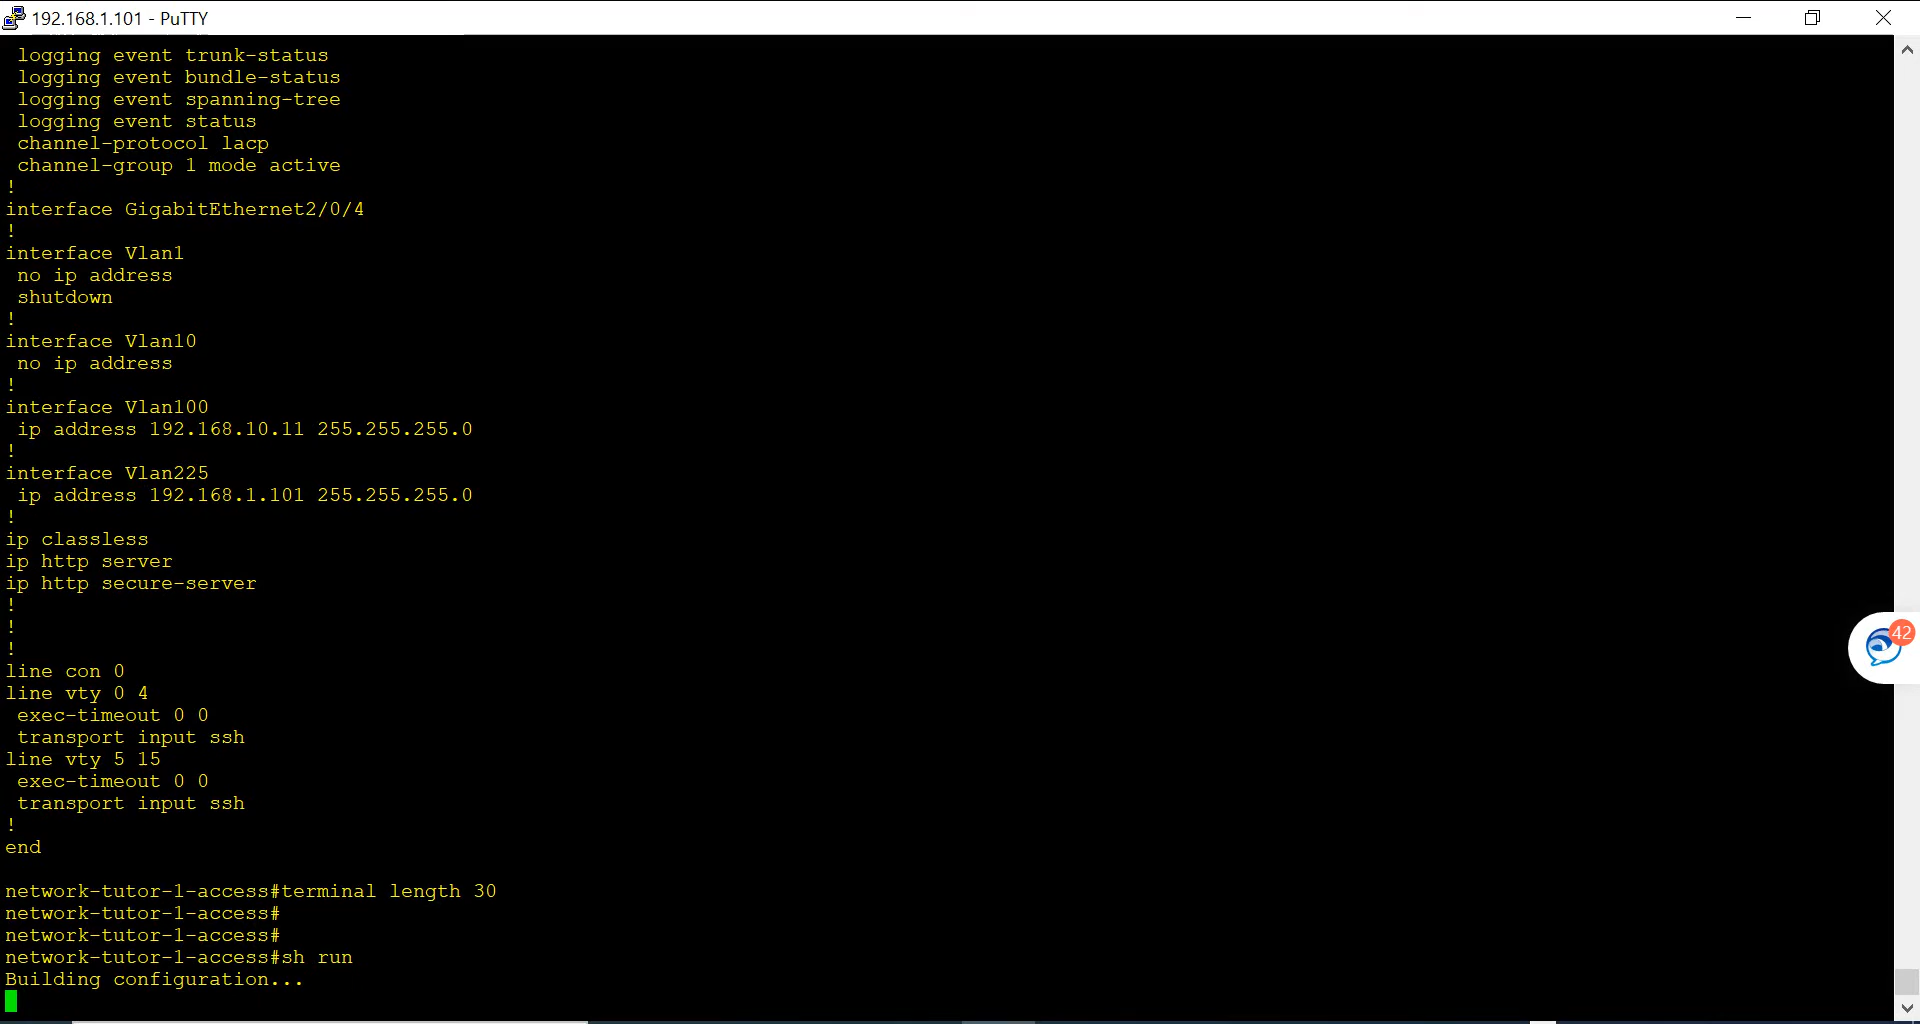 192.168.1.101 - PuTTY
logging event trunk-status
logging event bundle-status
logging event spanning-tree
logging event status
channel-protocol lacp
channel-group 1 mode active
!
interface GigabitEthernet2/0/4
!
interface Vlan1
no ip address
shutdown
!
interface Vlan10
no ip address
!
interface Vlan100
ip address 192.168.10.11 255.255.255.0
!
interface Vlan225
ip address 192.168.1.101 255.255.255.0
!
ip classless
ip http server
ip http secure-server
!
!
!
line con 0
line vty 0 4
exec-timeout 0 0
transport input ssh
line vty 5 15
exec-timeout 0 0
transport input ssh
!
end
network-tutor-1-access#terminal length 30
network-tutor-1-access#
network-tutor-1-access#
network-tutor-1-access#sh run
Building configuration...
42